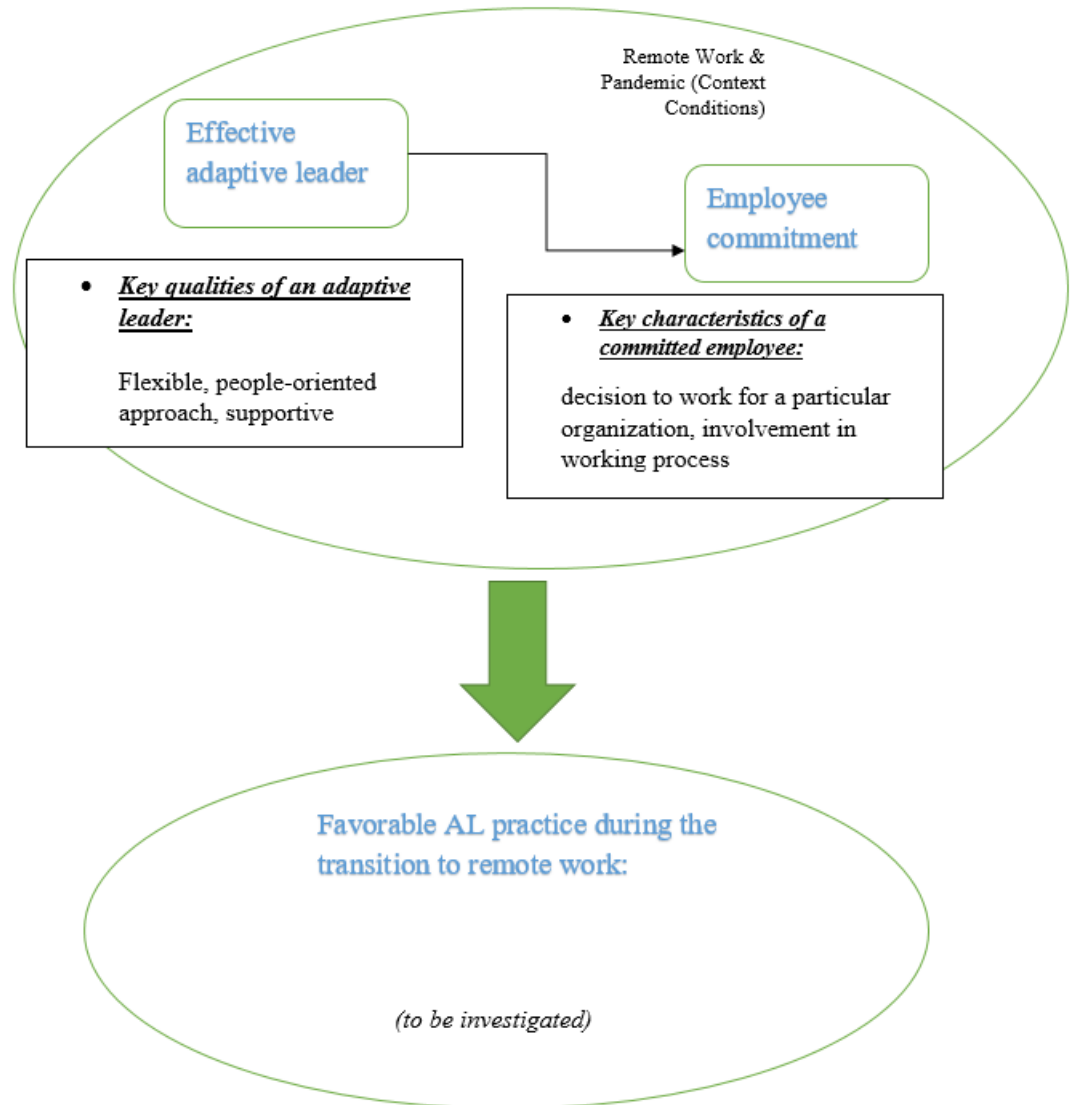 Remote Work &
Pandemic (Context
Conditions)
Effective
adaptive leader
Employee
commitment
• Key qualities of an adaptive
leader:
Flexible, people-oriented
approach, supportive
• Key characteristics of a
committed employee:
decision to work for a particular
organization, involvement in
working process
Favorable AL practice during the
transition to remote work:
(to be investigated)